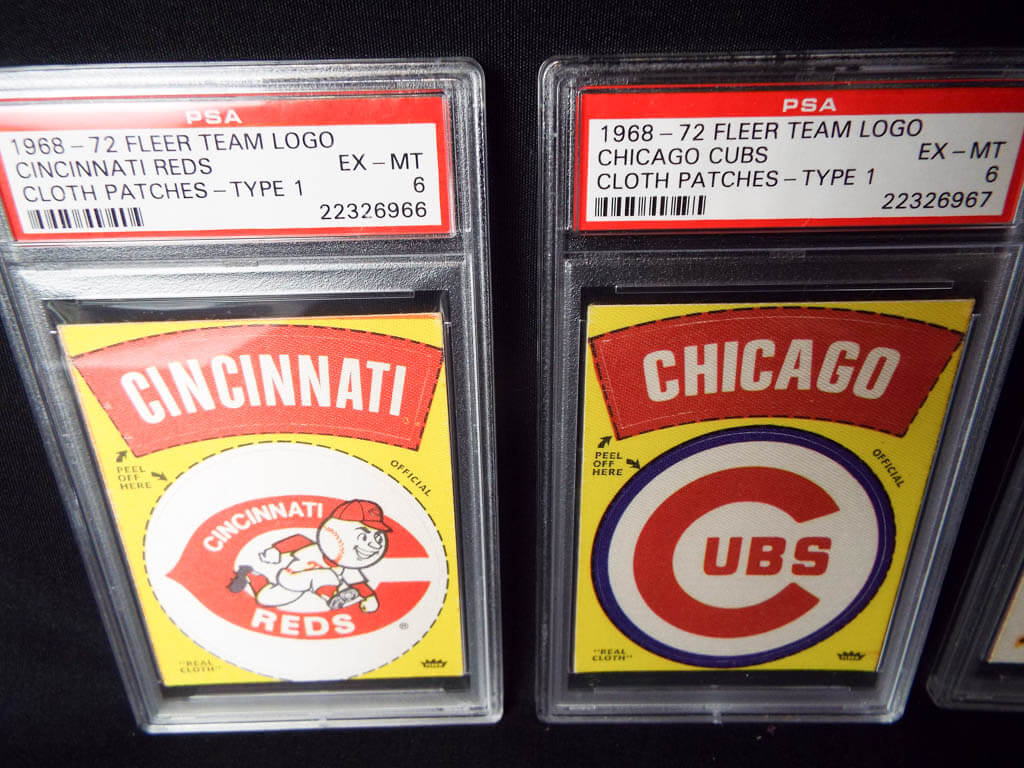 PSA
1968-72 FLEER TEAM LOGO
CINCINNATI REDS EX-MT
CLOTH PATCHES-TYPE 1 6
22326966
CINCINNATI
PEEL
OFF
HERE
OFFICIAL
CINCINNATI
REDS
®
"REAL
CLOTH"
FLEER
PSA
1968-72 FLEER TEAM LOGO
CHICAGO CUBS EX-MT
CLOTH PATCHES-TYPE 1 6
22326967
CHICAGO
PEEL
OFF
HERE
OFFICIAL
CUBS
"REAL
CLOTH"
FLEER